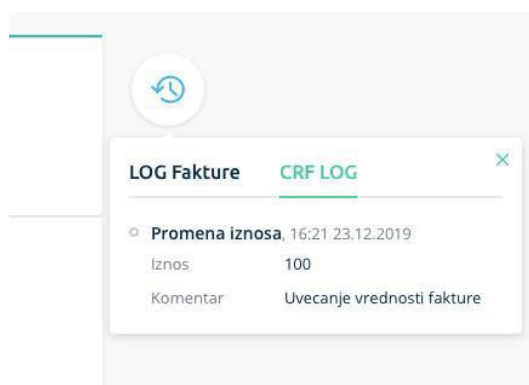 LOG Fakture CRF LOG
Promena iznosa, 16:21 23.12.2019
Iznos 100
Komentar Uvecanje vrednosti fakture